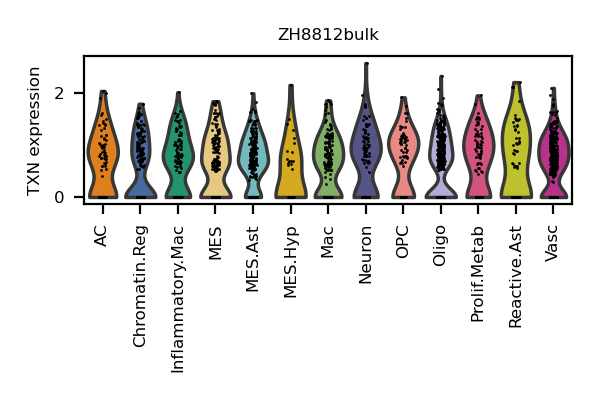 ZH8812bulk
TXN expression
2
0
AC
Chromatin.Reg
Inflammatory.Mac
MES
MES.Ast
MES.Hyp
Mac
Neuron
OPC
Oligo
Prolif.Metab
Reactive.Ast
Vasc